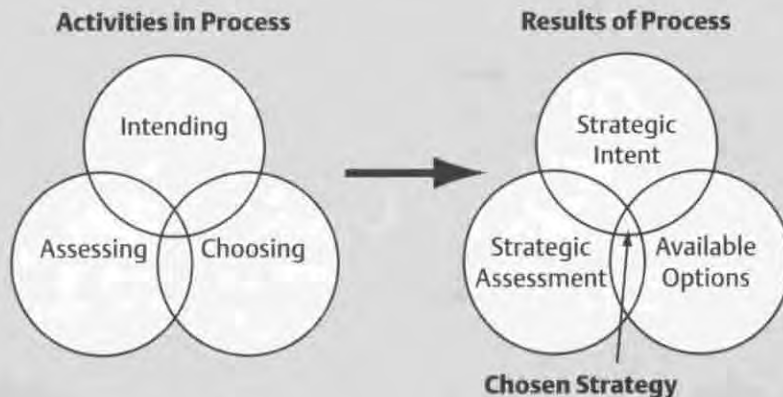 Activities in Process
Intending
Assessing
Choosing
Results of Process
Strategic
Intent
Strategic
Assessment
Available
Options
Chosen Strategy